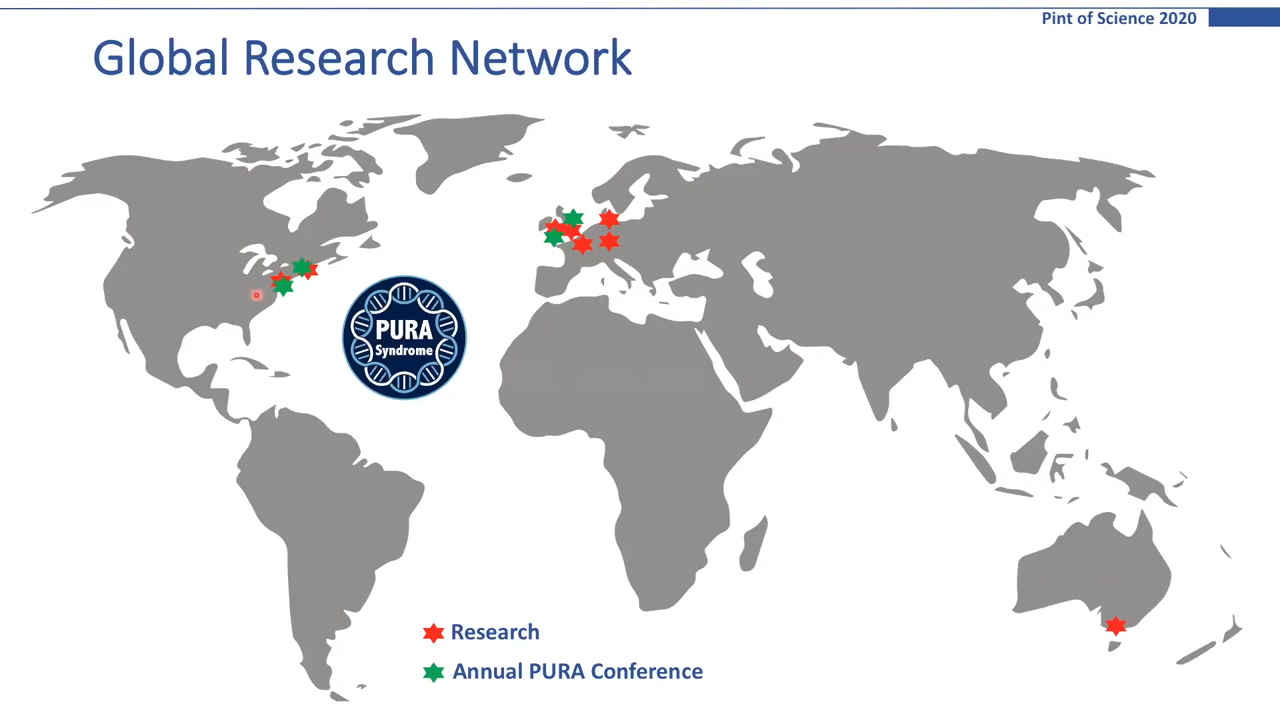 Pint of Science 2020
Global Research Network
PURA
Syndrome
Research
Annual PURA Conference